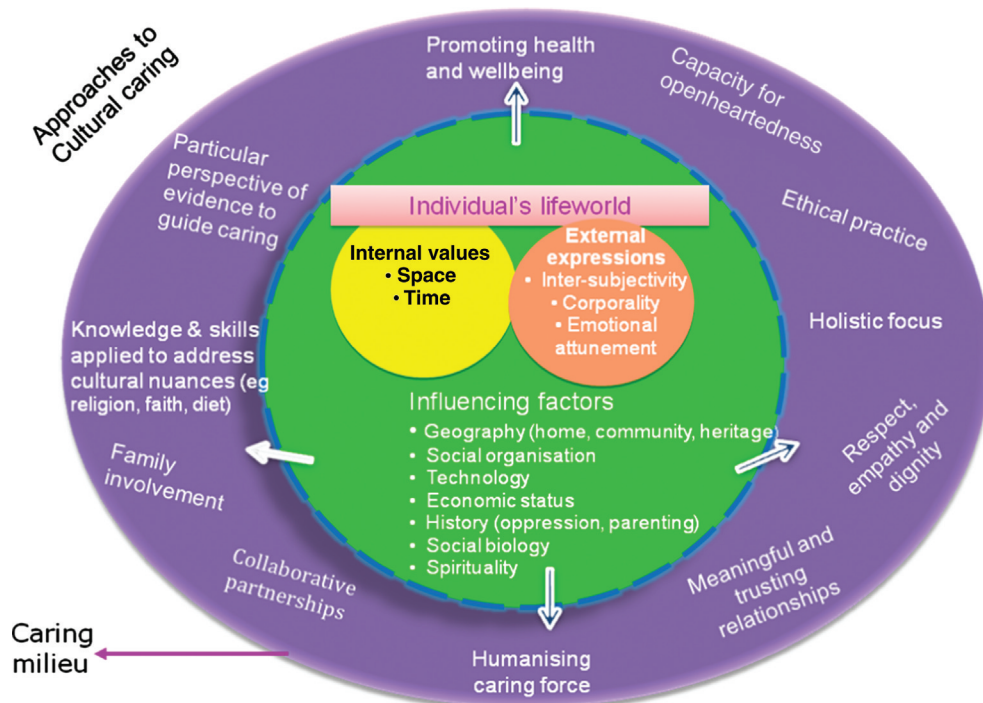 Approaches to
Cultural caring
Promoting health
and wellbeing
Capacity for
openheartedness
Particular
perspective of
evidence to
guide caring
Ethical practice
Individual's lifeworld
Internal values
• Space
• Time
External
expressions
• Inter-subjectivity
• Corporality
• Emotional
attunement
Knowledge & skills
applied to address
cultural nuances (eg
religion, faith, diet)
Holistic focus
Influencing factors
• Geography (home, community, heritage)
• Social organisation
• Technology
• Economic status
• History (oppression, parenting)
• Social biology
• Spirituality
Family
involvement
Respect,
empathy and
dignity
Collaborative
partnerships
Meaningful and
trusting
relationships
Caring
milieu
Humanising
caring force